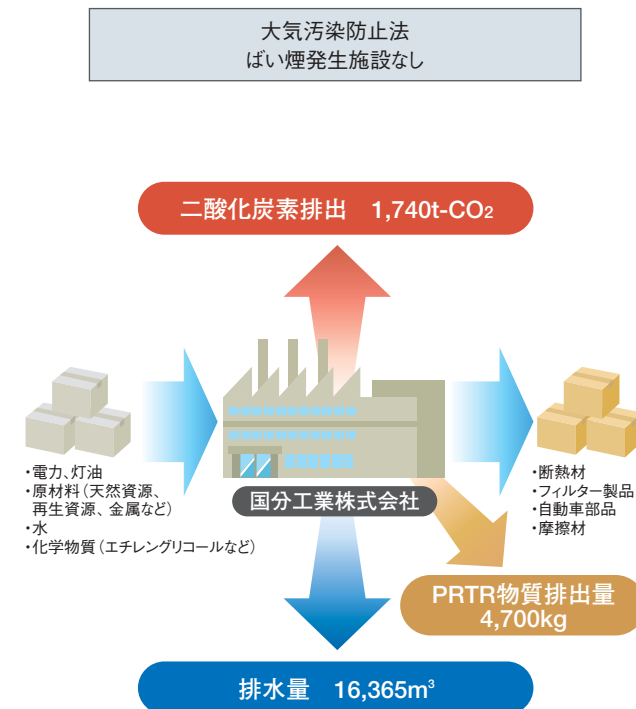 大気汚染防止法
ばい煙発生施設なし
二酸化炭素排出　1,740t-CO₂
・電力、灯油
・原材料（天然資源、
再生資源、金属など）
・水
・化学物質（エチレングリコールなど）
国分工業株式会社
・断熱材
・フィルター製品
・自動車部品
・摩擦材
PRTR物質排出量
4,700kg
排水量　16,365m³